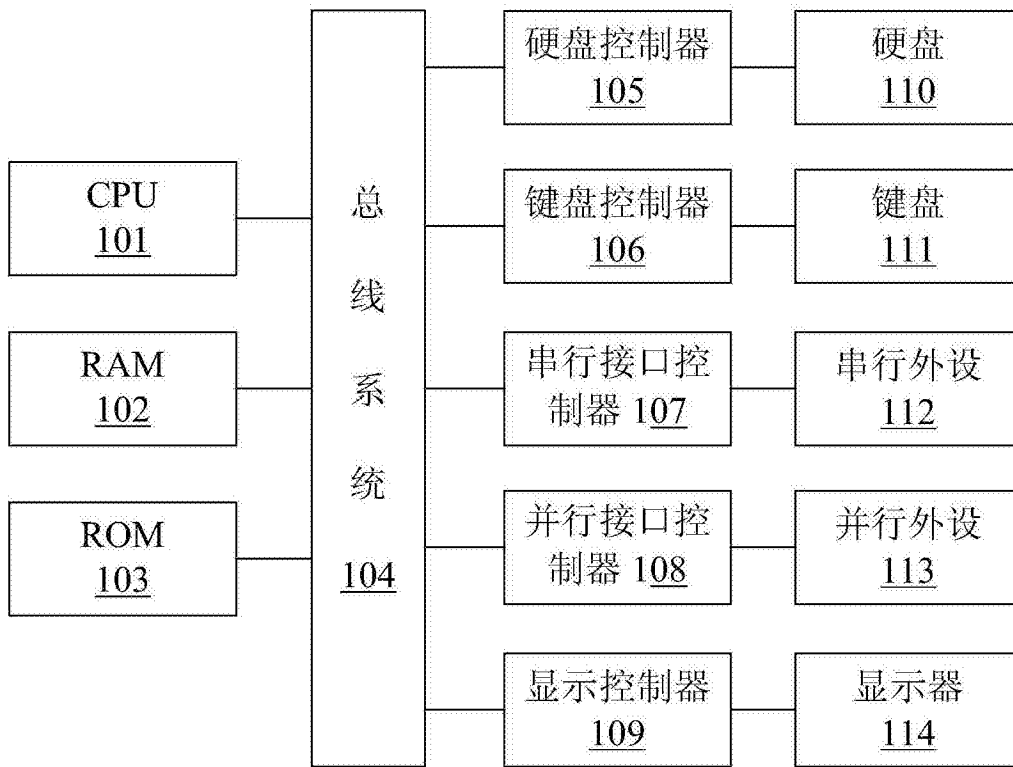 CPU
101
RAM
102
ROM
103
总
线
系
统
104
硬盘控制器
105
硬盘
110
键盘控制器
106
键盘
111
串行接口控
制器 107
串行外设
112
并行接口控
制器 108
并行外设
113
显示控制器
109
显示器
114